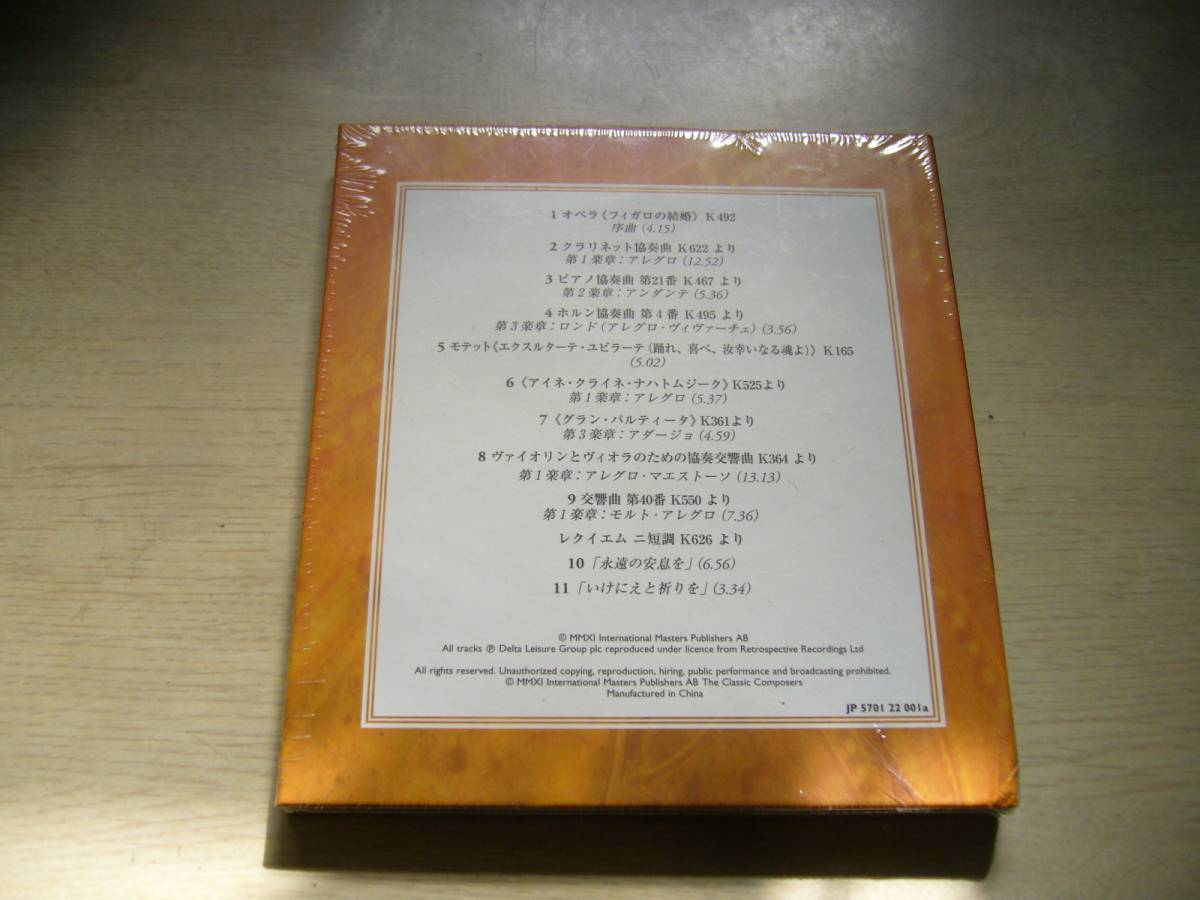 1 オペラ《フィガロの結婚》 K492
序曲 (4.15)
2 クラリネット協奏曲 K622 より
第1楽章：アレグロ (12.52)
3 ピアノ協奏曲 第21番 K467 より
第2楽章：アンダンテ (5.36)
4 ホルン協奏曲 第4番 K495 より
第3楽章：ロンド (アレグロ・ヴィヴァーチェ) (3.56)
5 モテット《エクスルターテ・ユビラーテ (踊れ、喜べ、汝幸いなる魂よ)》 K165
(5.02)
6 《アイネ・クライネ・ナハトムジーク》 K525より
第1楽章：アレグロ (5.37)
7 《グラン・パルティータ》 K361より
第3楽章：アダージョ (4.59)
8 ヴァイオリンとヴィオラのための協奏交響曲 K364 より
第1楽章：アレグロ・マエストーソ (13.13)
9 交響曲 第40番 K550 より
第1楽章：モルト・アレグロ (7.36)
レクイエム ニ短調 K626 より
10 「永遠の安息を」 (6.56)
11 「いけにえと祈りを」 (3.34)
© MMXI International Masters Publishers AB
All tracks ℗ Delta Leisure Group plc reproduced under licence from Retrospective Recordings Ltd
All rights reserved. Unauthorized copying, reproduction, hiring, public performance and broadcasting prohibited.
© MMXI International Masters Publishers AB The Classic Composers
Manufactured in China
JP 5701 22 001a